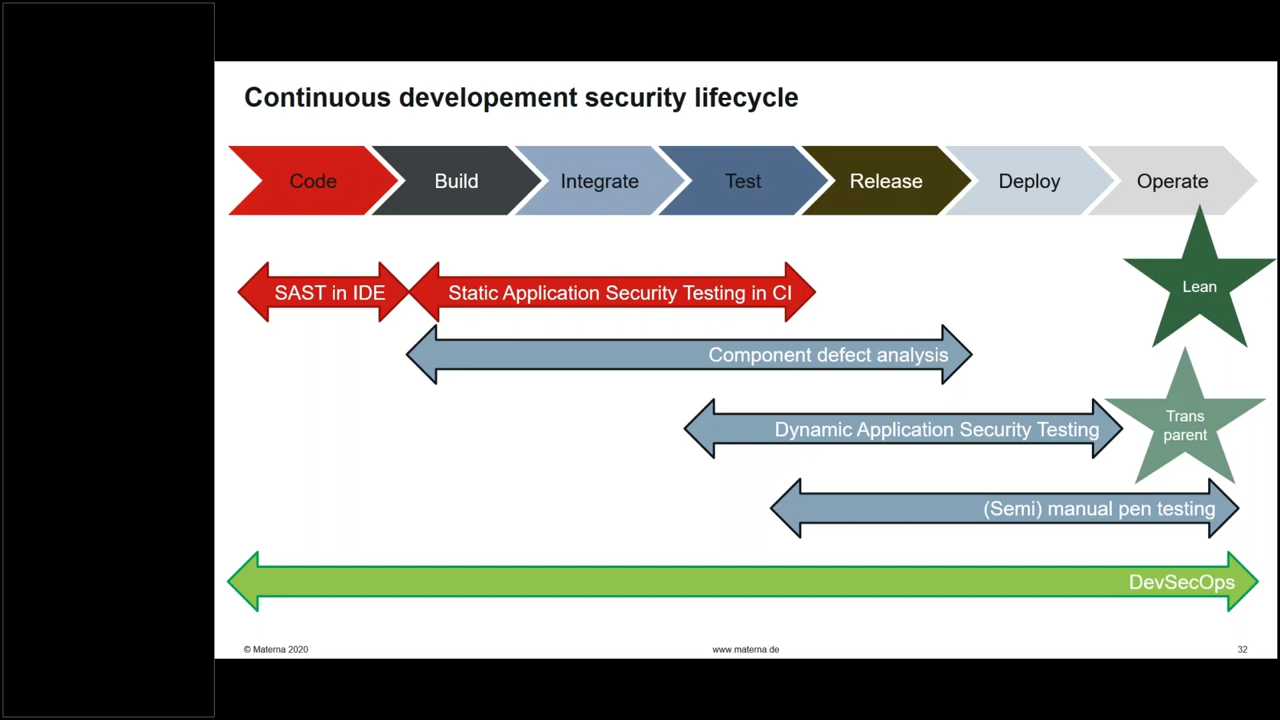 Continuous developement security lifecycle
Code
Build
Integrate
Test
Release
Deploy
Operate
Lean
SAST in IDE
Static Application Security Testing in CI
Component defect analysis
Trans
parent
Dynamic Application Security Testing
(Semi) manual pen testing
DevSecOps
© Materna 2020
www.materna.de
32